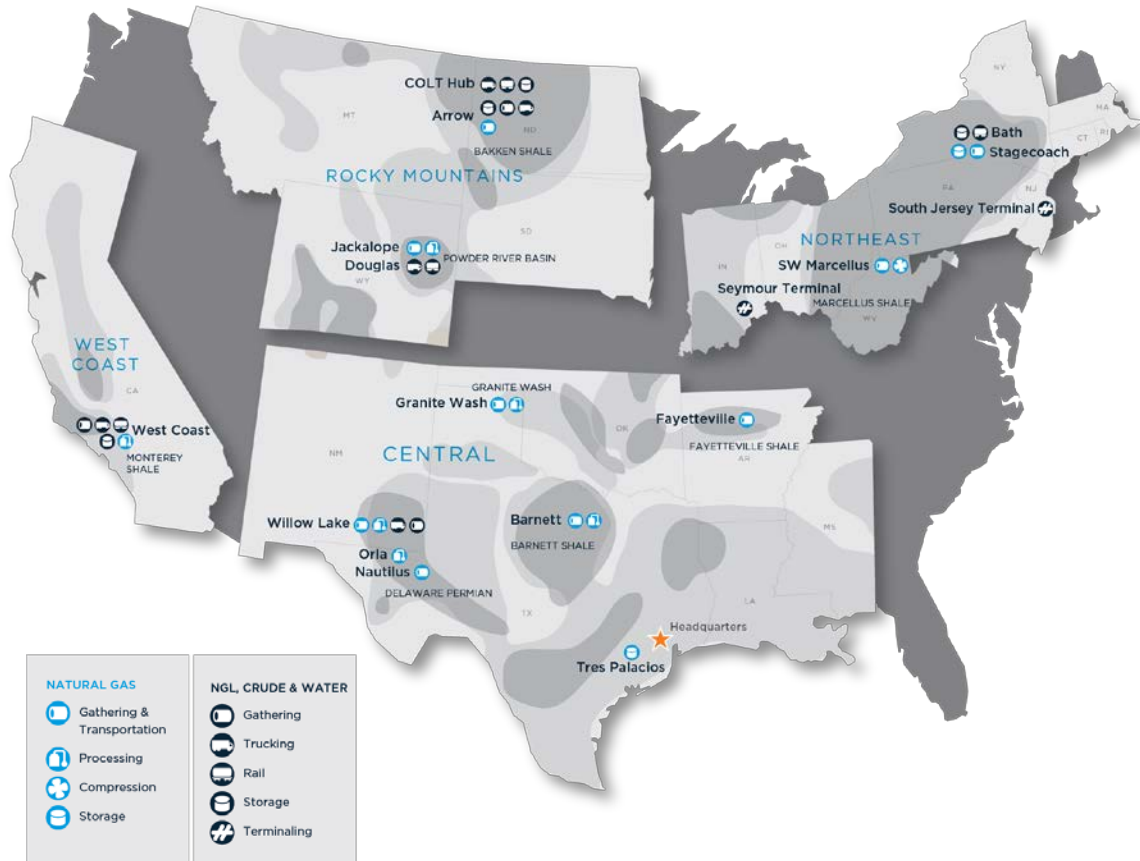 COLT Hub
Arrow
MT
ND
BAKKEN SHALE
ROCKY MOUNTAINS
SD
Jackalope
POWDER RIVER BASIN
Douglas
WY
NY
MA
CT
RI
Bath
Stagecoach
PA
NJ
South Jersey Terminal
OH
NORTHEAST
IN
SW Marcellus
Seymour Terminal
MARCELLUS SHALE
WV
WEST
COAST
CA
West Coast
MONTEREY
SHALE
GRANITE WASH
Granite Wash
Fayetteville
OK
FAYETTEVILLE SHALE
AR
NM
CENTRAL
MS
Willow Lake
Barnett
BARNETT SHALE
Orla
Nautilus
DELAWARE PERMIAN
TX
LA
Headquarters
Tres Palacios
NATURAL GAS
Gathering &
Transportation
Processing
Compression
Storage
NGL, CRUDE & WATER
Gathering
Trucking
Rail
Storage
Terminaling